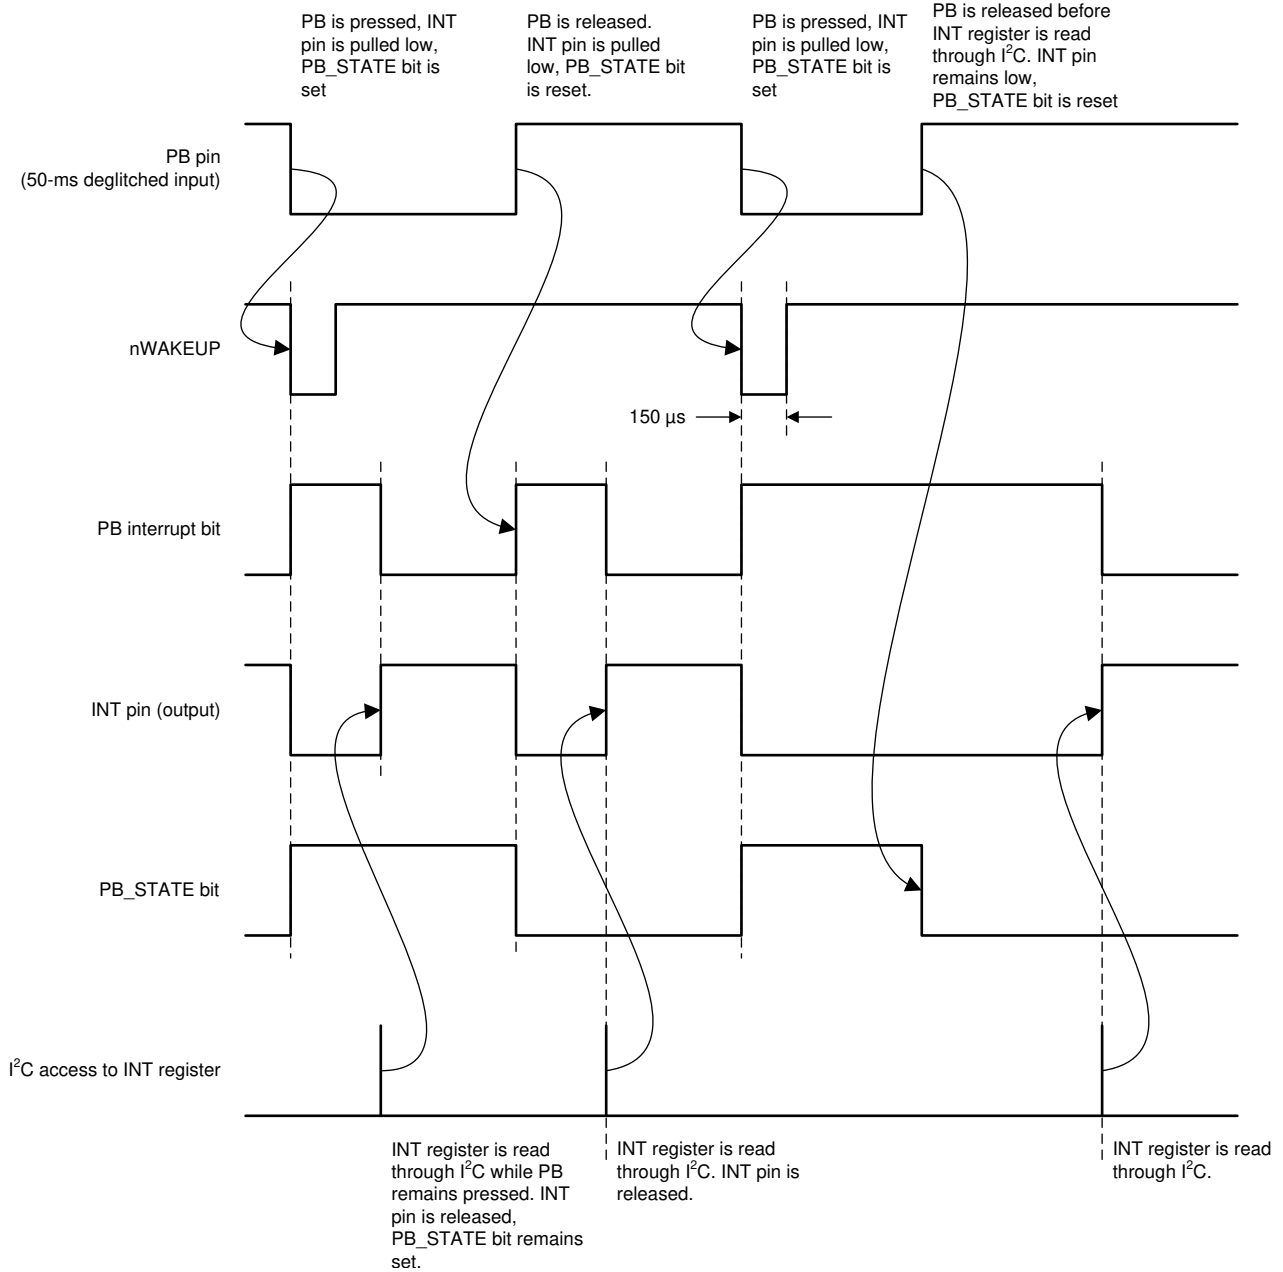 PB is pressed, INT
pin is pulled low,
PB_STATE bit is
set
PB is released.
INT pin is pulled
low, PB_STATE bit
is reset.
PB is pressed, INT
pin is pulled low,
PB_STATE bit is
set
PB is released before
INT register is read
through I²C. INT pin
remains low,
PB_STATE bit is reset
PB pin
(50-ms deglitched input)
nWAKEUP
150 µs
PB interrupt bit
INT pin (output)
PB_STATE bit
I²C access to INT register
INT register is read
through I²C while PB
remains pressed. INT
pin is released,
PB_STATE bit remains
set.
INT register is read
through I²C. INT pin is
released.
INT register is read
through I²C.